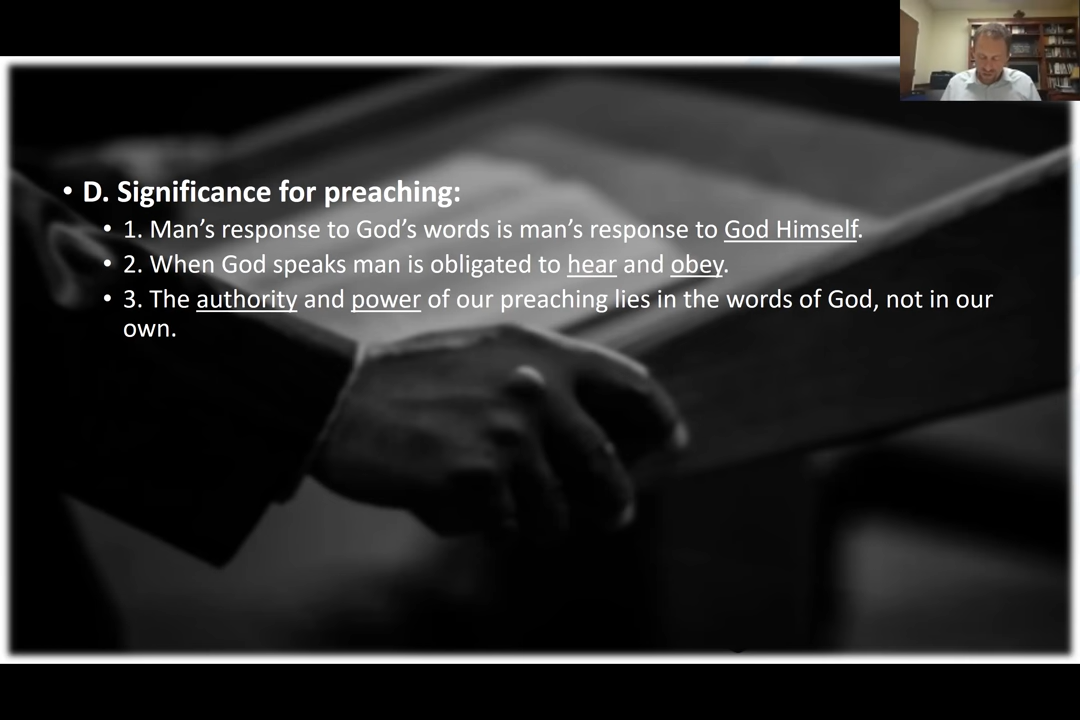 • D. Significance for preaching:
• 1. Man’s response to God’s words is man’s response to God Himself.
• 2. When God speaks man is obligated to hear and obey.
• 3. The authority and power of our preaching lies in the words of God, not in our
own.